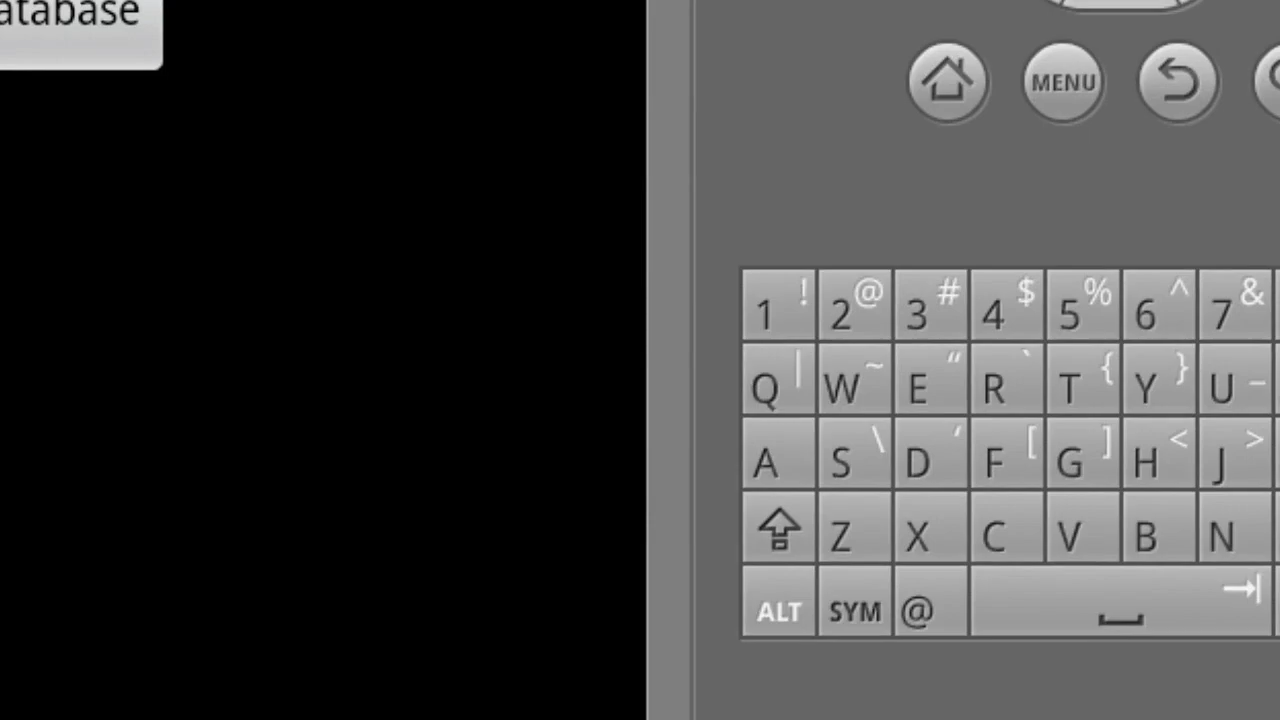 atabase
MENU
1 ! 2 @ 3 # 4 $ 5 % 6 ^ 7 &
Q | W ~ E “ R ` T { Y } U _
A S \ D ‘ F [ G ] H < J >
Z X C V B N
ALT SYM @